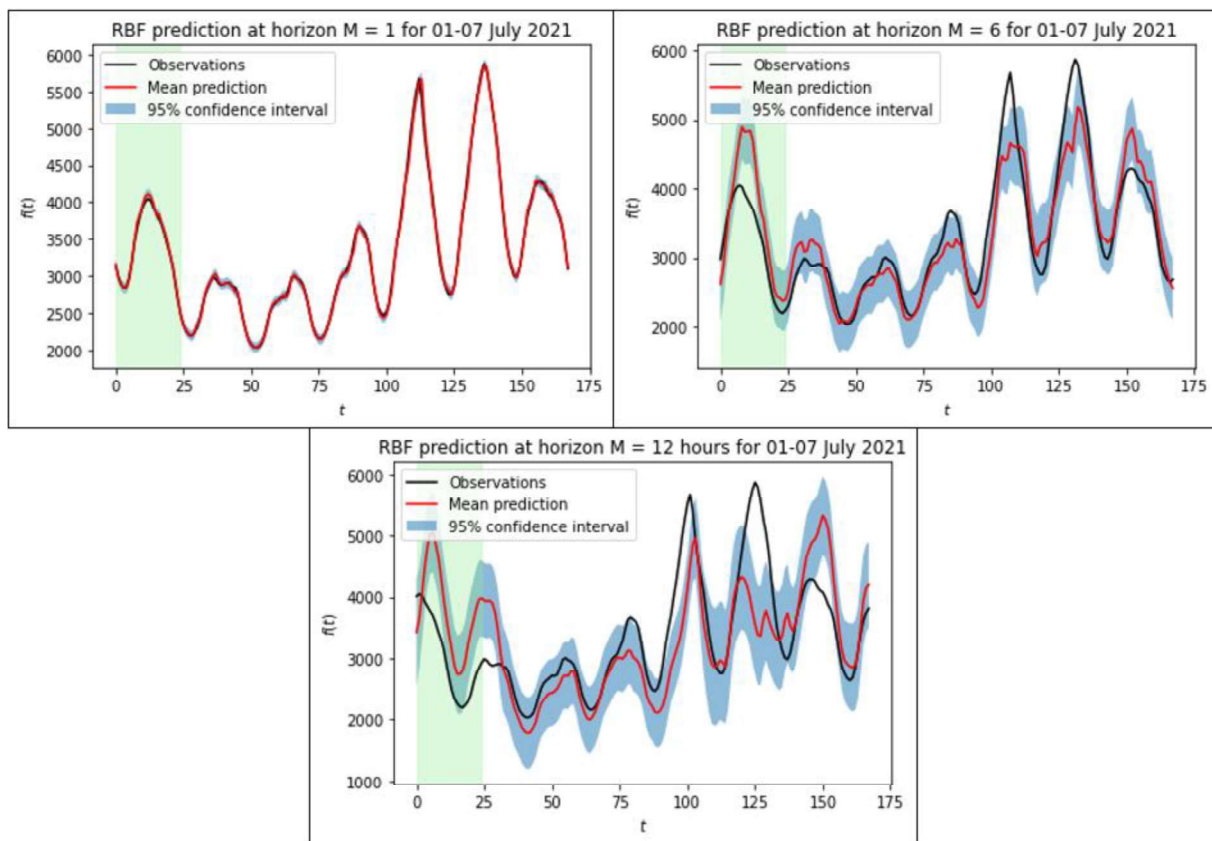 RBF prediction at horizon M = 1 for 01-07 July 2021
Observations
Mean prediction
95% confidence interval
6000
5500
5000
4500
4000
3500
3000
2500
2000
f(t)
0 25 50 75 100 125 150 175
t
RBF prediction at horizon M = 6 for 01-07 July 2021
Observations
Mean prediction
95% confidence interval
6000
5000
4000
3000
2000
f(t)
0 25 50 75 100 125 150 175
t
RBF prediction at horizon M = 12 hours for 01-07 July 2021
Observations
Mean prediction
95% confidence interval
6000
5000
4000
3000
2000
1000
f(t)
0 25 50 75 100 125 150 175
t